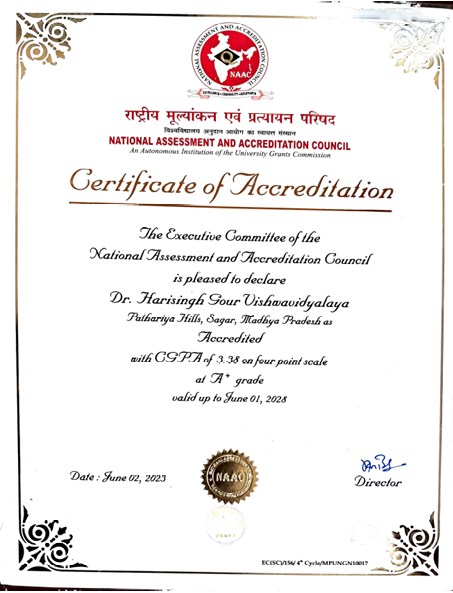 NATIONAL ASSESSMENT AND ACCREDITATION COUNCIL
NAAC
EXCELLENCE • CREDIBILITY • RELEVANCE
राष्ट्रीय मूल्यांकन एवं प्रत्यायन परिषद
विश्वविद्यालय अनुदान आयोग का स्वायत्त संस्थान
NATIONAL ASSESSMENT AND ACCREDITATION COUNCIL
An Autonomous Institution of the University Grants Commission
Certificate of Accreditation
The Executive Committee of the
National Assessment and Accreditation Council
is pleased to declare
Dr. Harisingh Gour Vishwavidyalaya
Pathariya Hills, Sagar, Madhya Pradesh as
Accredited
with CGPA of 3.38 on four point scale
at A+ grade
valid up to June 01, 2028
Date : June 02, 2023
NAAC
Director
EC(SC)/156/ 4th Cycle/MPUNGN10017